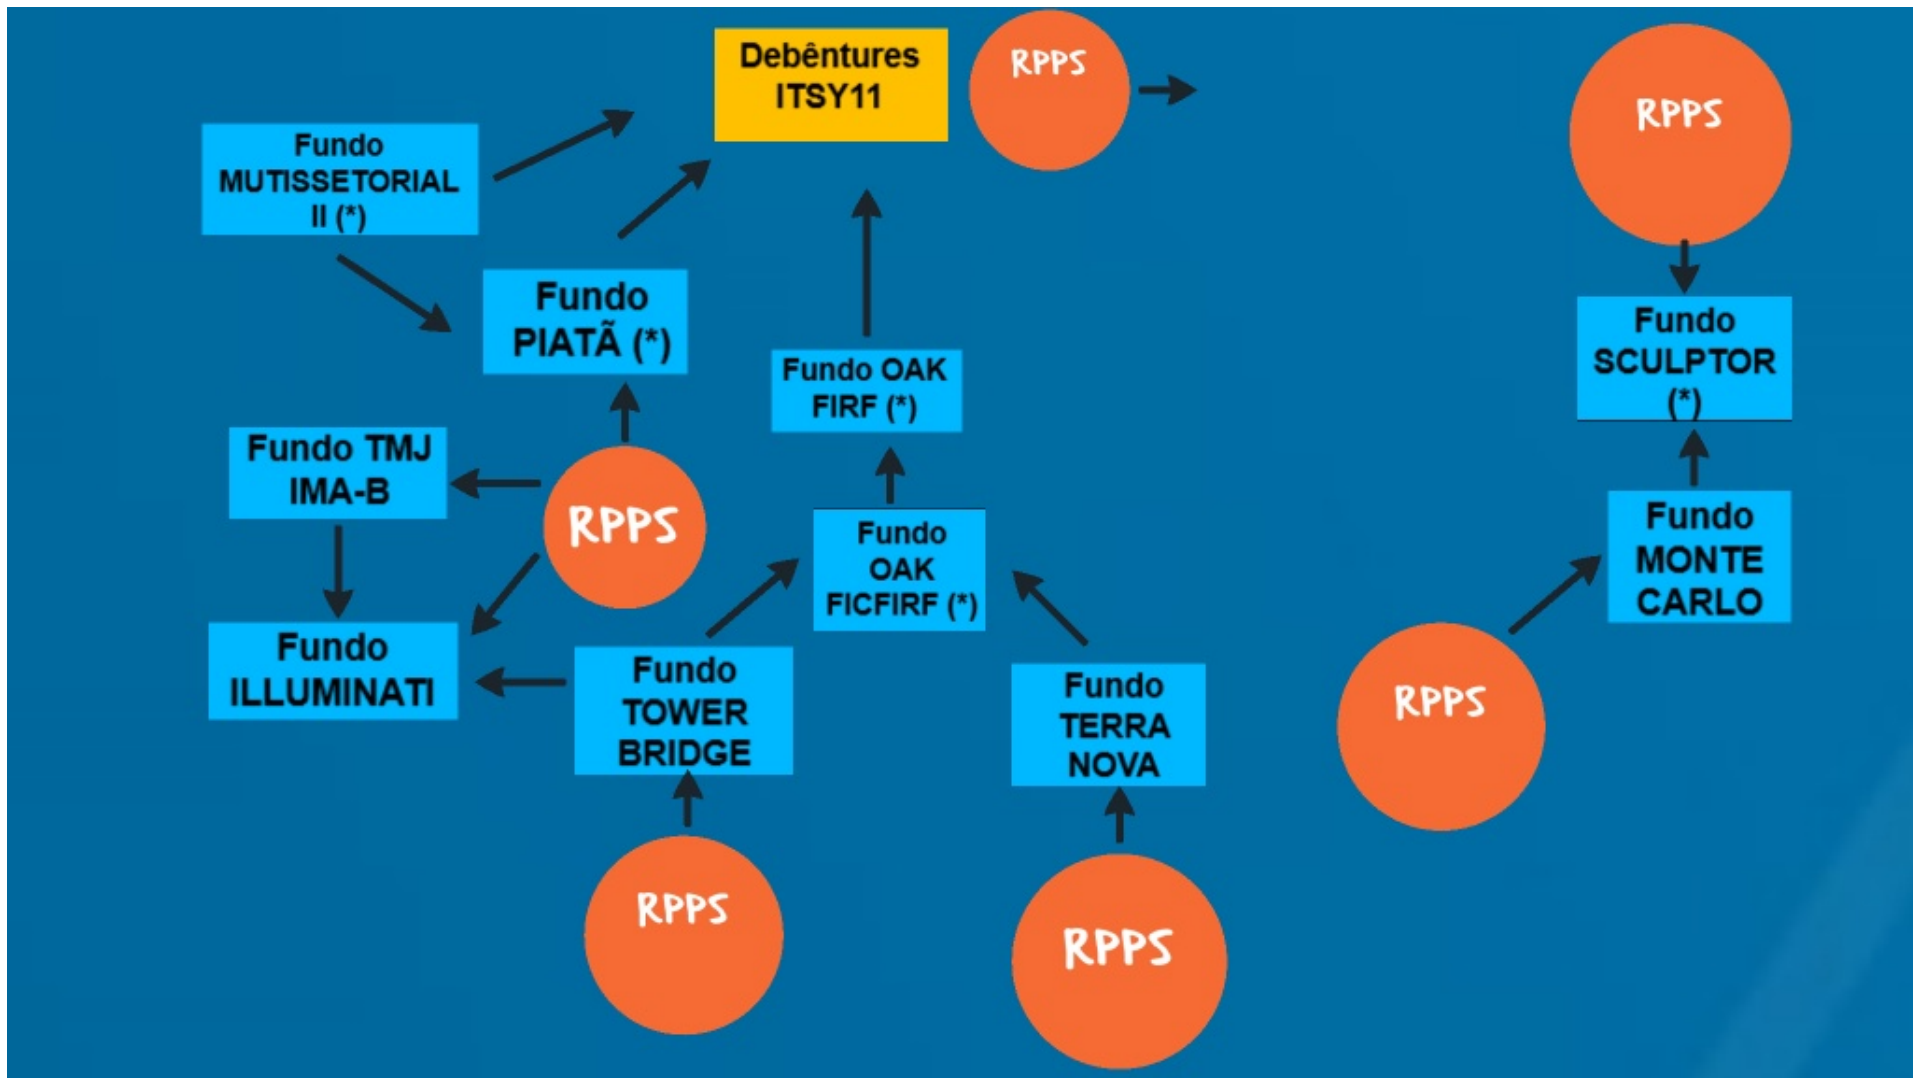 Debêntures
ITSY11
RPPS
RPPS
Fundo
MUTISSETORIAL
II (*)
Fundo
PIATÃ (*)
Fundo
SCULPTOR
(*)
Fundo OAK
FIRF (*)
Fundo TMJ
IMA-B
RPPS
Fundo
OAK
FICFIRF (*)
Fundo
MONTE
CARLO
Fundo
ILLUMINATI
Fundo
TOWER
BRIDGE
Fundo
TERRA
NOVA
RPPS
RPPS
RPPS